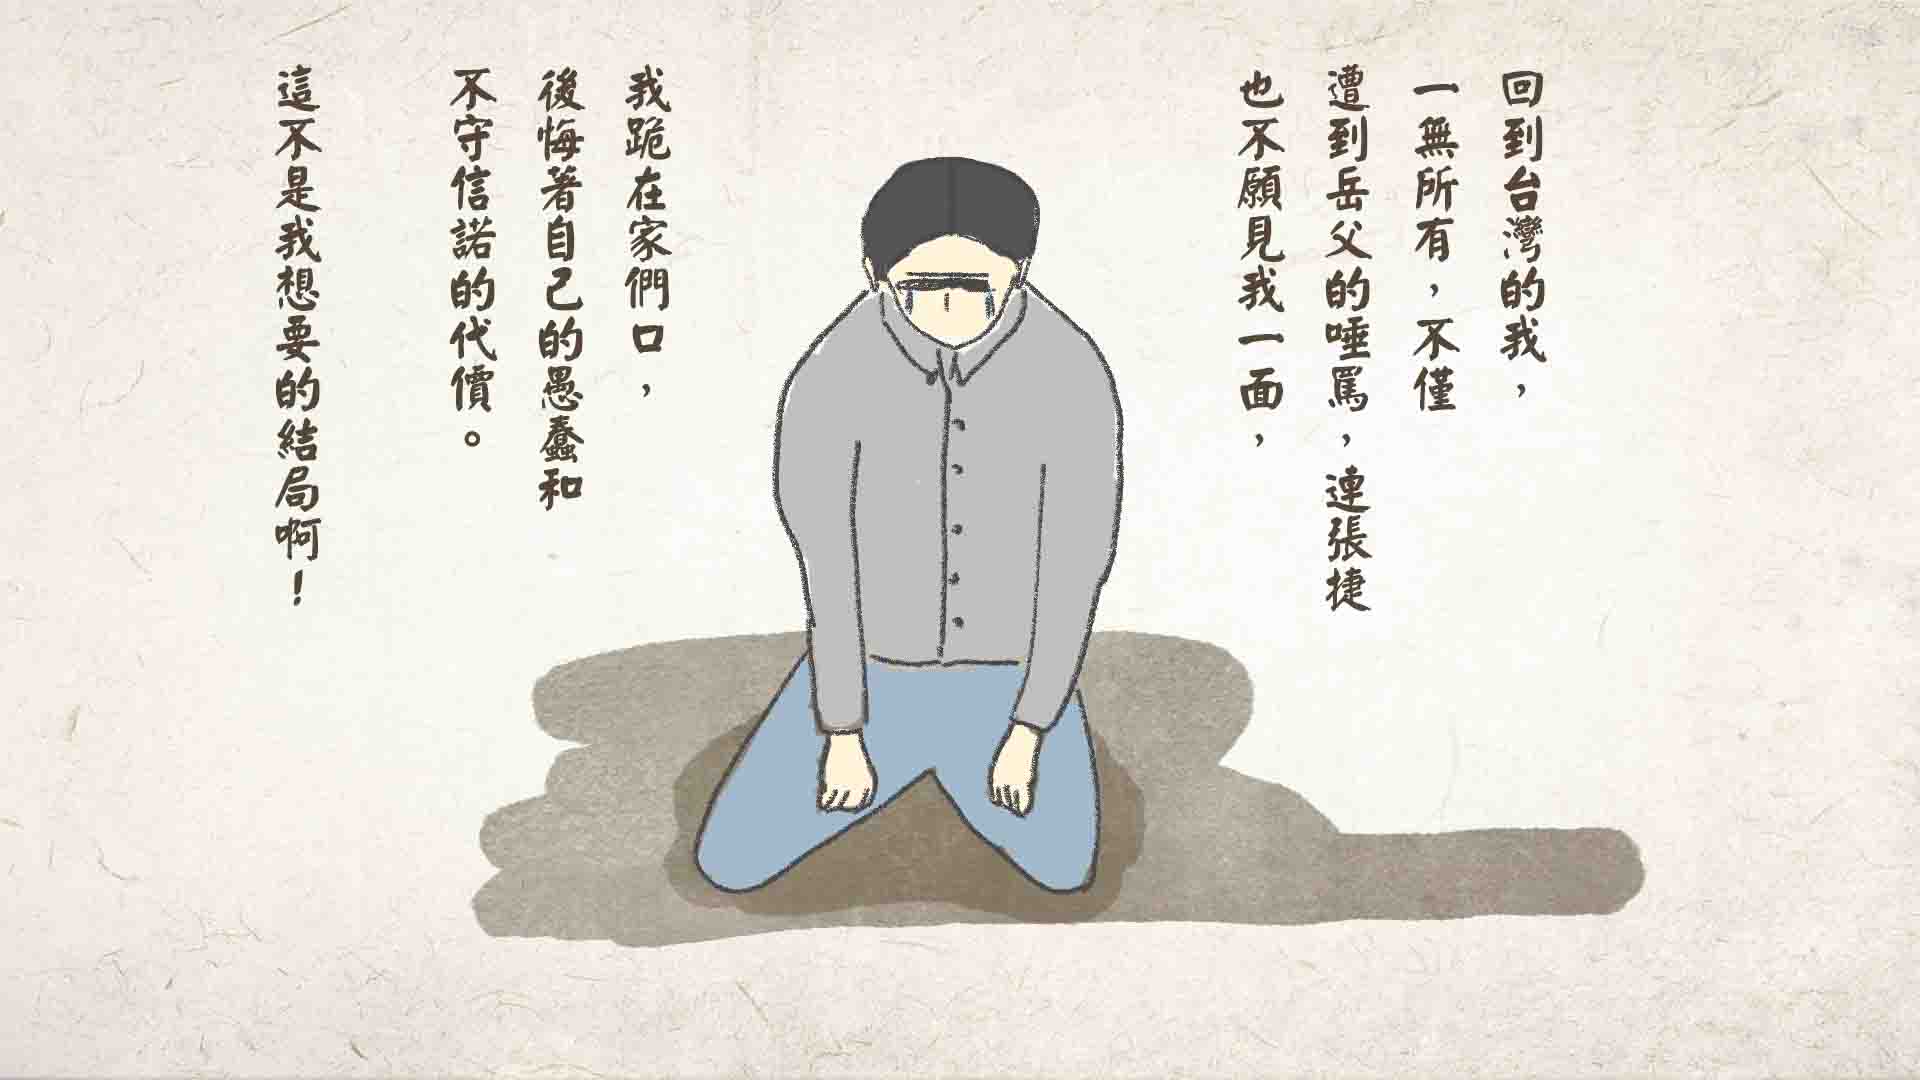 回到台灣的我，
一無所有，不僅
遭到岳父的唾罵，連張捷
也不願見我一面，
我跪在家們口，
後悔著自己的愚蠢和
不守信諾的代價。
這不是我想要的結局啊！